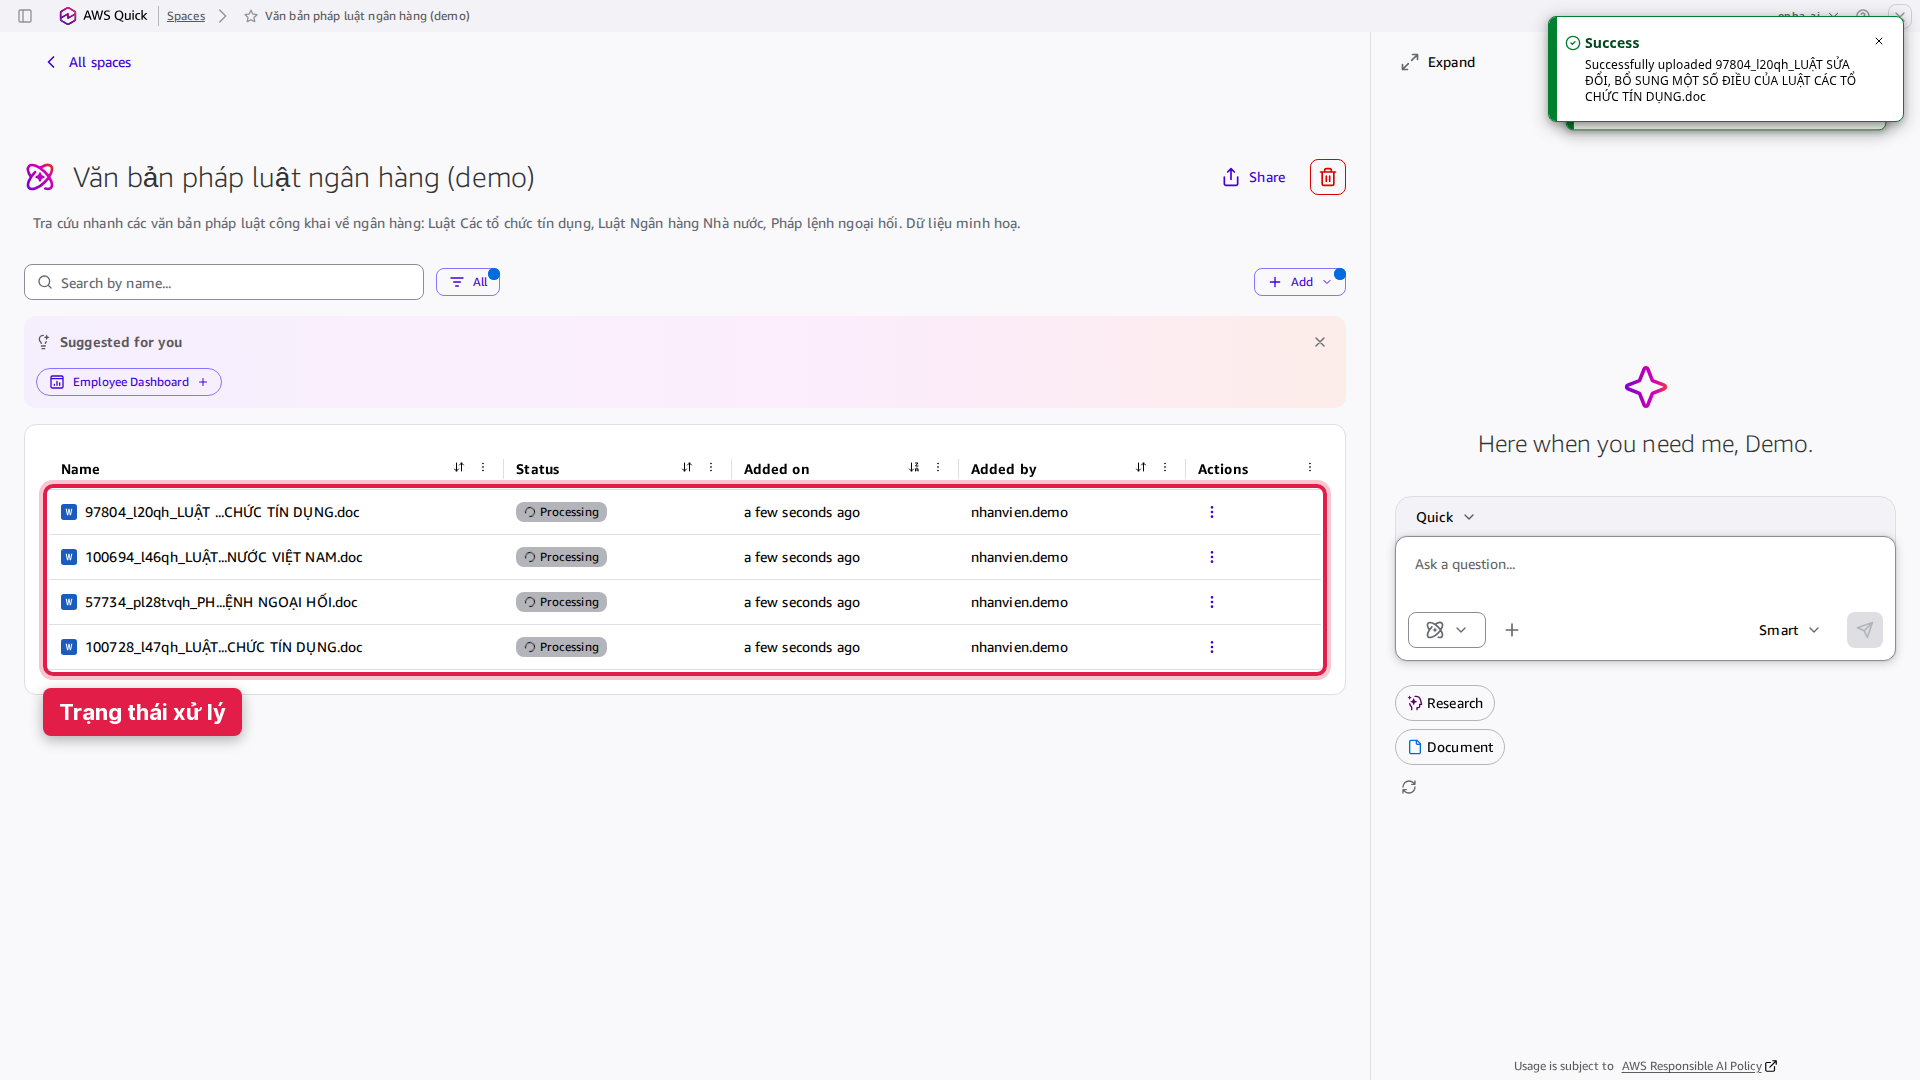 AWS Quick
Spaces
Văn bản pháp luật ngân hàng (demo)
All spaces
Expand
Success
Successfully uploaded 97804_l20qh_LUẬT SỬA
ĐỔI, BỔ SUNG MỘT SỐ ĐIỀU CỦA LUẬT CÁC TỔ
CHỨC TÍN DỤNG.doc
Văn bản pháp luật ngân hàng (demo)
Share
Tra cứu nhanh các văn bản pháp luật công khai về ngân hàng: Luật Các tổ chức tín dụng, Luật Ngân hàng Nhà nước, Pháp lệnh ngoại hối. Dữ liệu minh hoạ.
Search by name...
All
Add
Suggested for you
Employee Dashboard
Name Status Added on Added by Actions
97804_l20qh_LUẬT ...CHỨC TÍN DỤNG.doc Processing a few seconds ago nhanvien.demo
100694_l46qh_LUẬT...NƯỚC VIỆT NAM.doc Processing a few seconds ago nhanvien.demo
57734_pl28tvqh_PH...ỆNH NGOẠI HỐI.doc Processing a few seconds ago nhanvien.demo
100728_l47qh_LUẬT...CHỨC TÍN DỤNG.doc Processing a few seconds ago nhanvien.demo
Trạng thái xử lý
Here when you need me, Demo.
Quick
Ask a question...
Smart
Research
Document
Usage is subject to AWS Responsible AI Policy